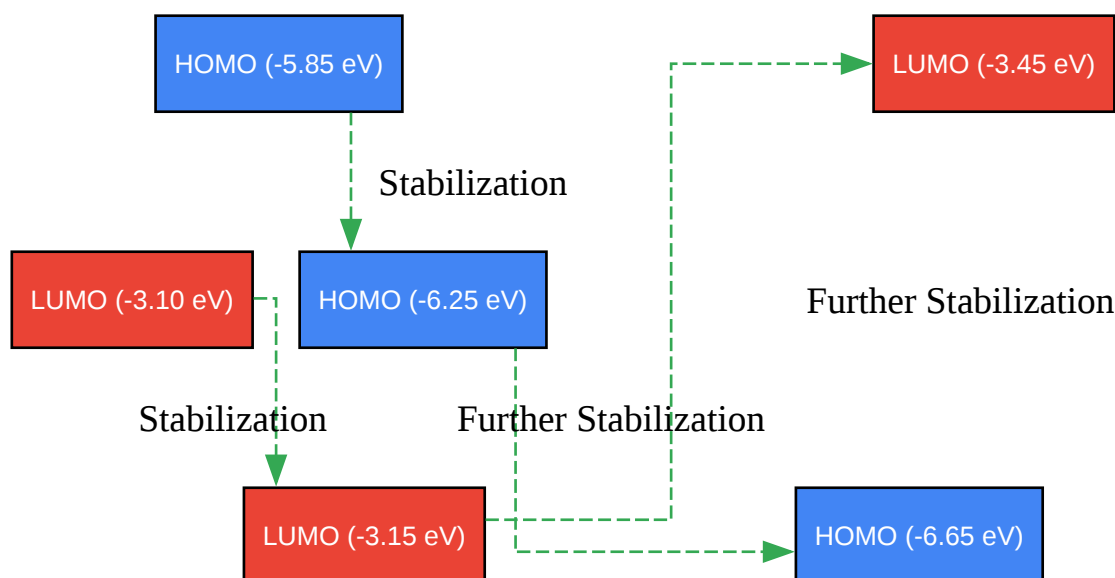 HOMO (-5.85 eV)
LUMO (-3.45 eV)
Stabilization
LUMO (-3.10 eV)
HOMO (-6.25 eV)
Further Stabilization
Stabilization
Further Stabilization
LUMO (-3.15 eV)
HOMO (-6.65 eV)